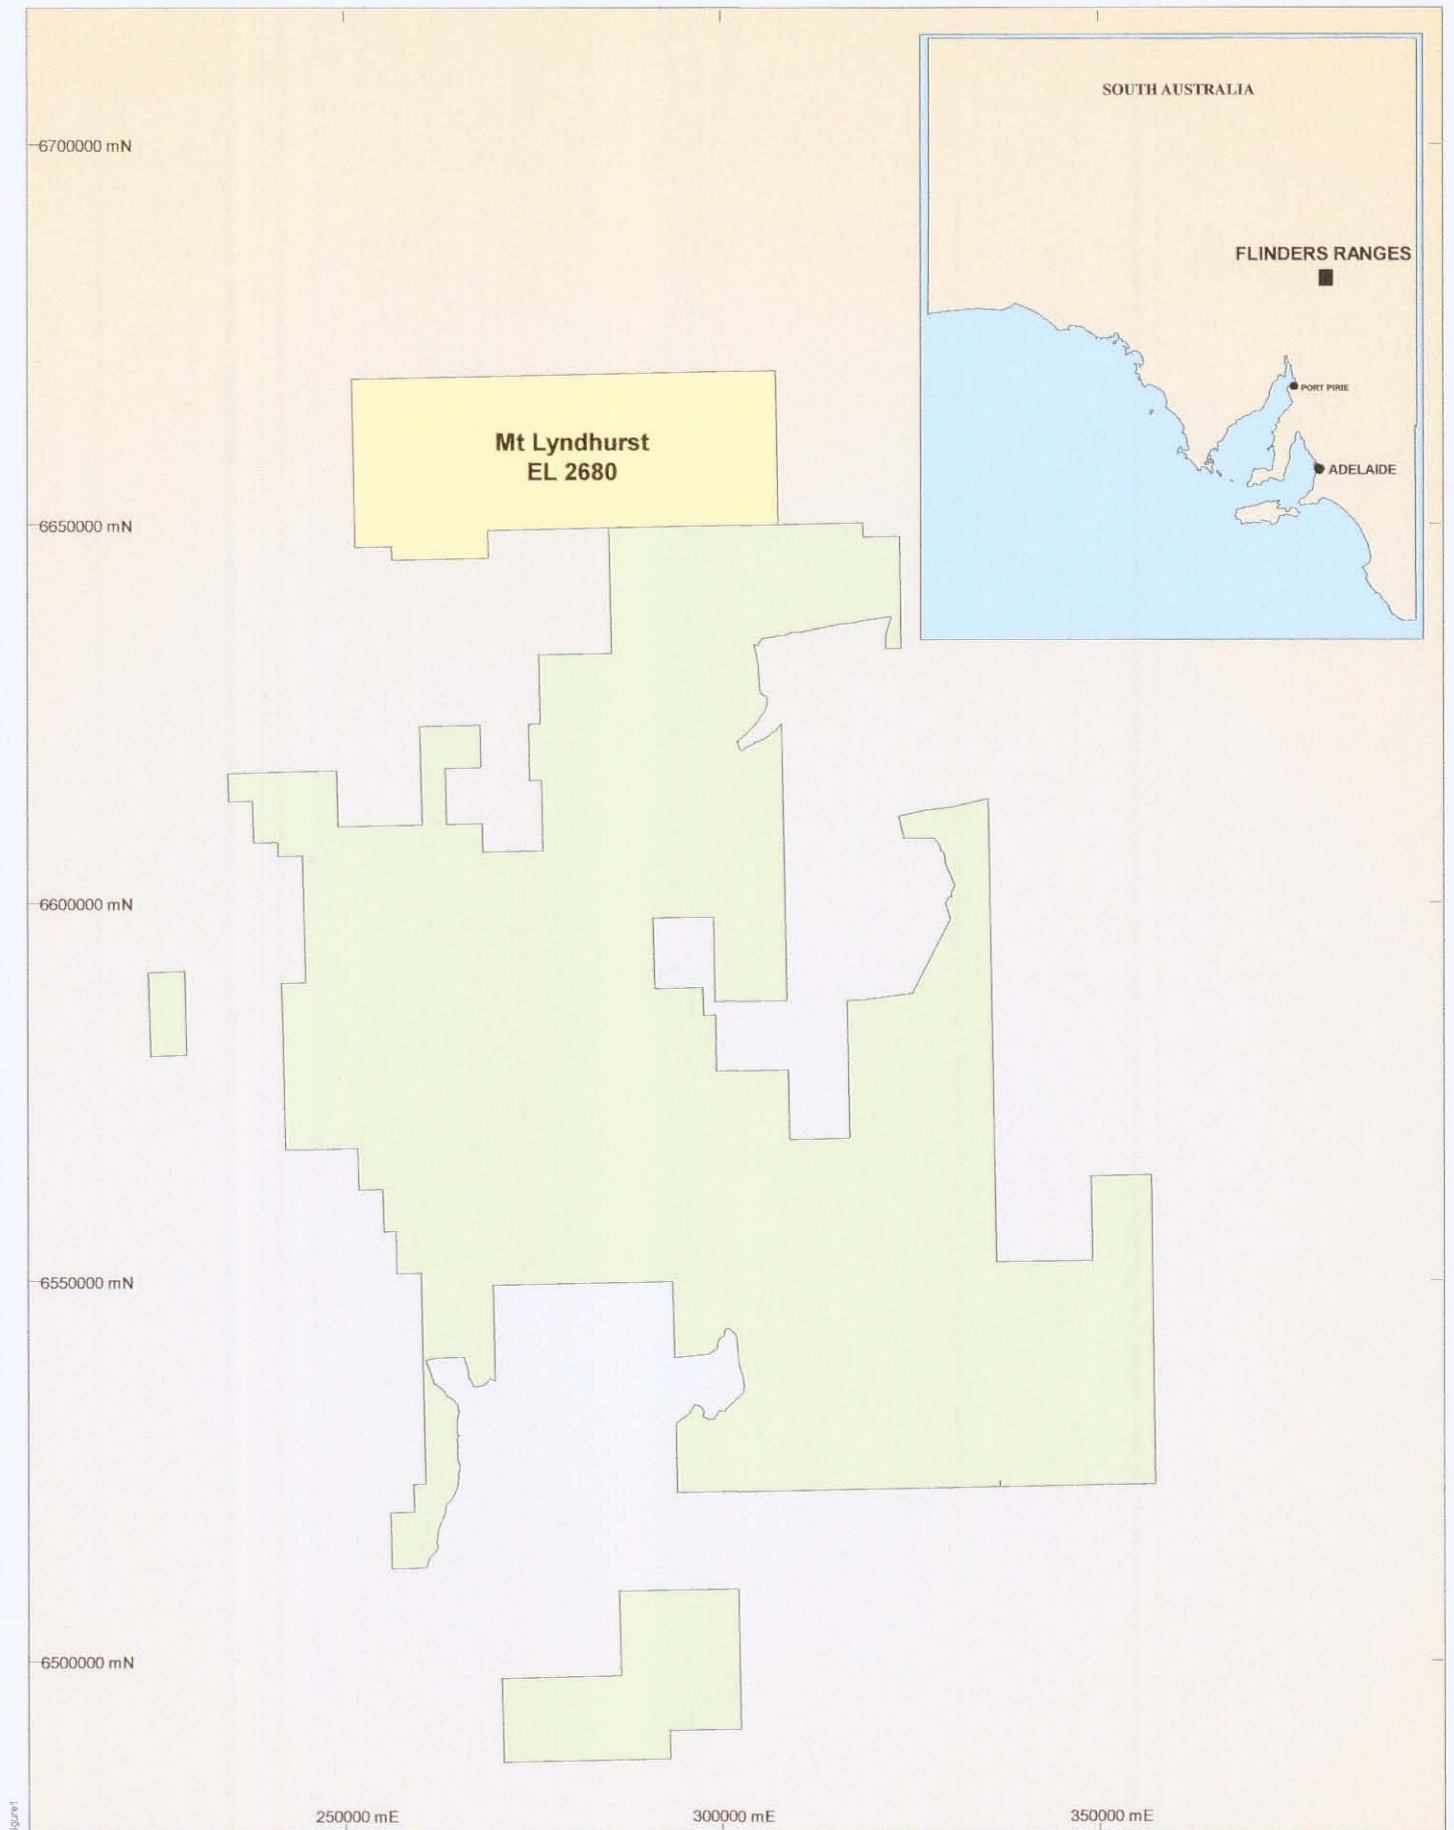 SOUTH AUSTRALIA
6700000 mN
FLINDERS RANGES
PORT PIRIE
Mt Lyndhurst
EL 2680
ADELAIDE
6650000 mN
6600000 mN
6550000 mN
6500000 mN
250000 mE
300000 mE
350000 mE